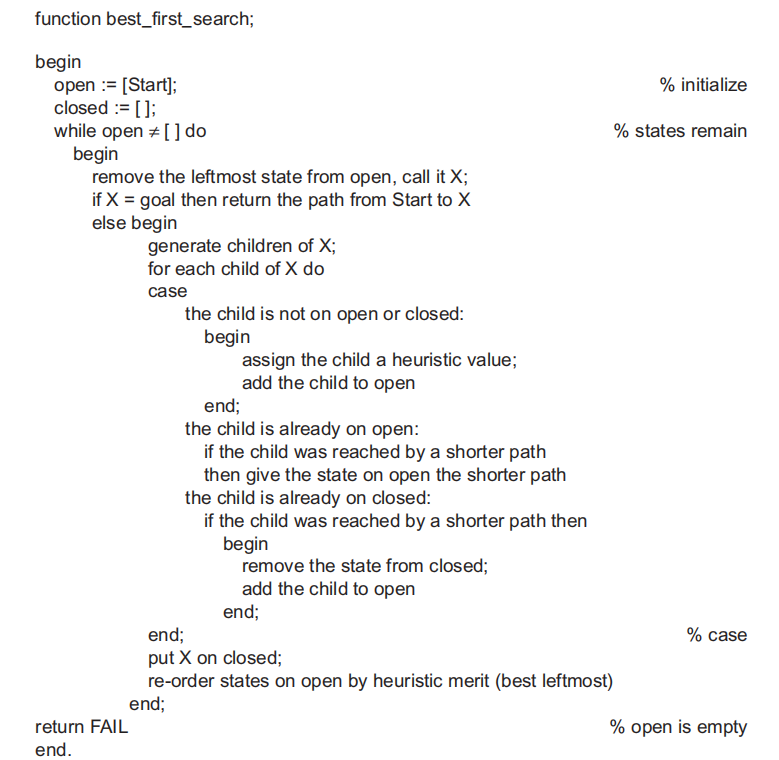 function best_first_search;
begin
open := [Start]; % initialize
closed := [ ];
while open ≠ [ ] do % states remain
begin
remove the leftmost state from open, call it X;
if X = goal then return the path from Start to X
else begin
generate children of X;
for each child of X do
case
the child is not on open or closed:
begin
assign the child a heuristic value;
add the child to open
end;
the child is already on open:
if the child was reached by a shorter path
then give the state on open the shorter path
the child is already on closed:
if the child was reached by a shorter path then
begin
remove the state from closed;
add the child to open
end;
end; % case
put X on closed;
re-order states on open by heuristic merit (best leftmost)
end;
return FAIL % open is empty
end.